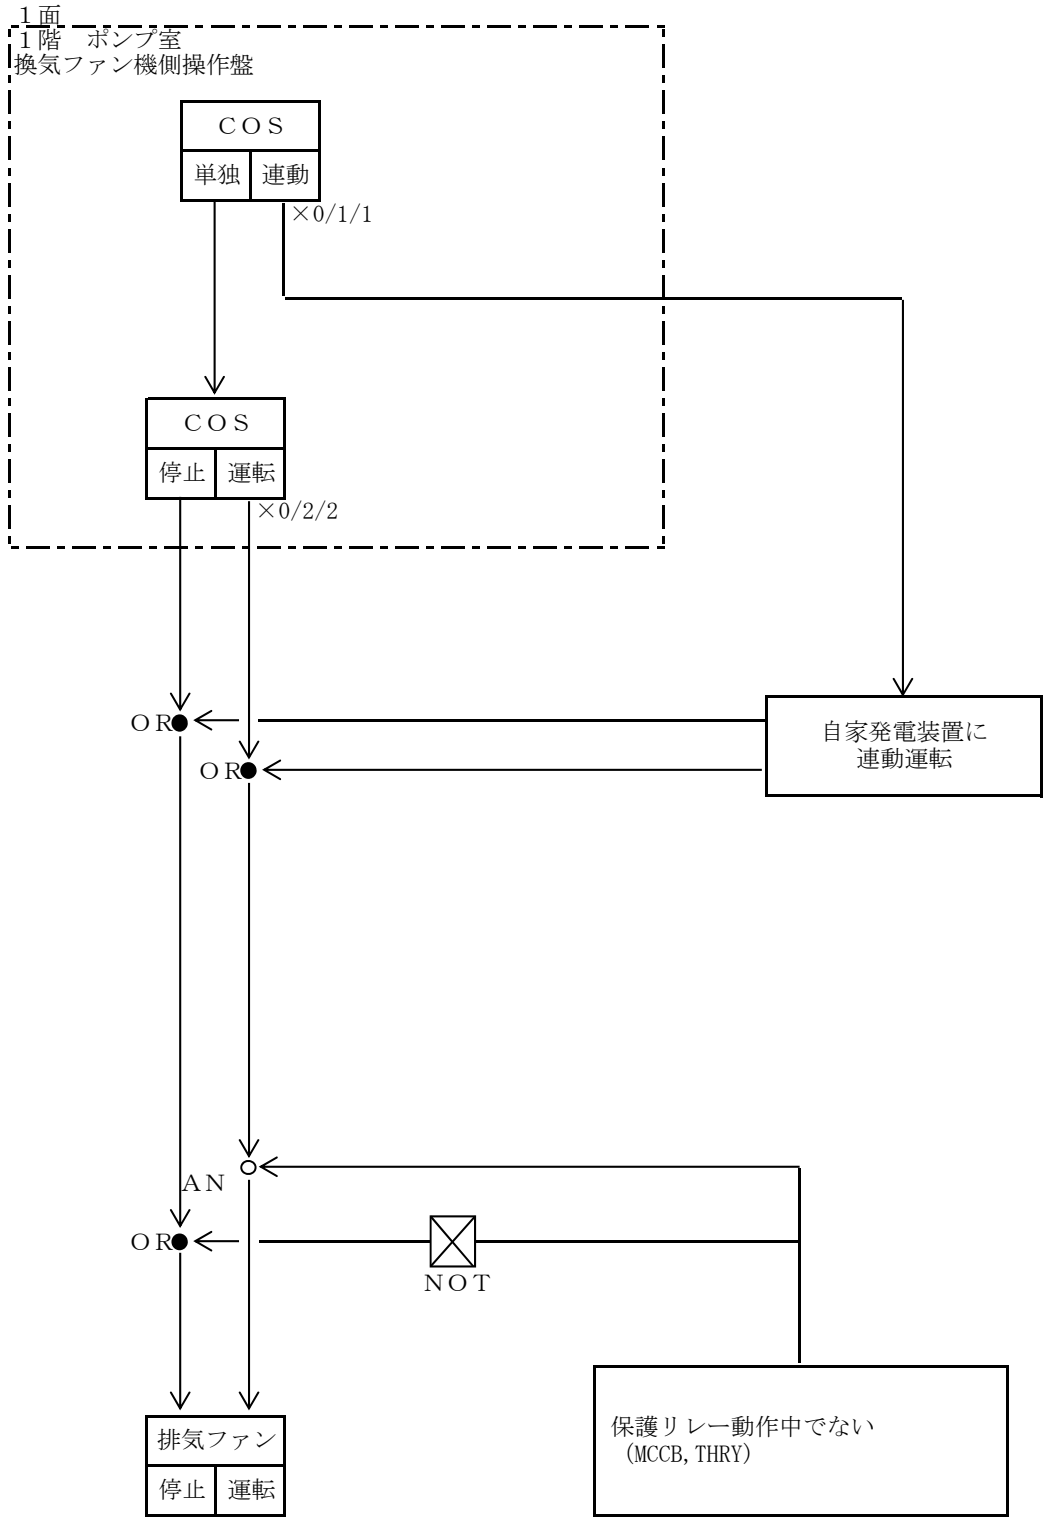 １面
１階　ポンプ室
換気ファン機側操作盤
ＣＯＳ
単独 連動
×0/1/1
ＣＯＳ
停止 運転
×0/2/2
ＯＲ
自家発電装置に
連動運転
ＯＲ
ＡＮ
ＯＲ
ＮＯＴ
排気ファン
停止 運転
保護リレー動作中でない
（MCCB,THRY）